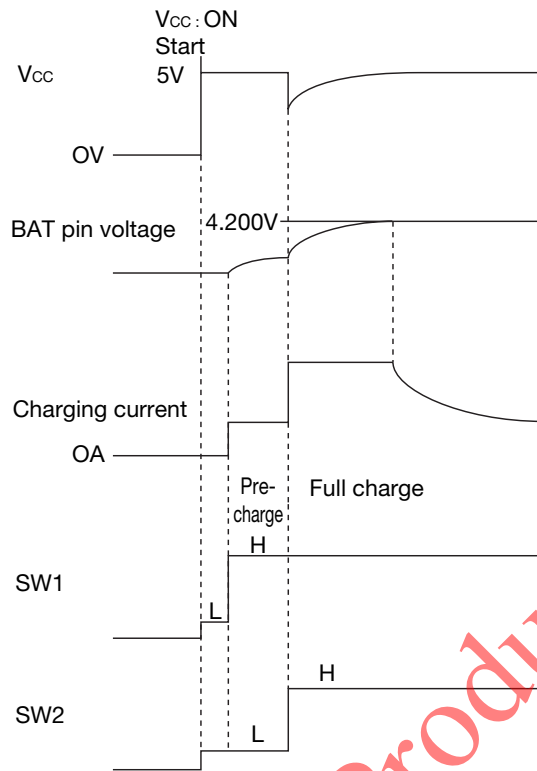 VCC : ON
Start
VCC
5V
OV
BAT pin voltage
4.200V
Charging current
OA
Pre-
charge
Full charge
H
SW1
L
H
SW2
L